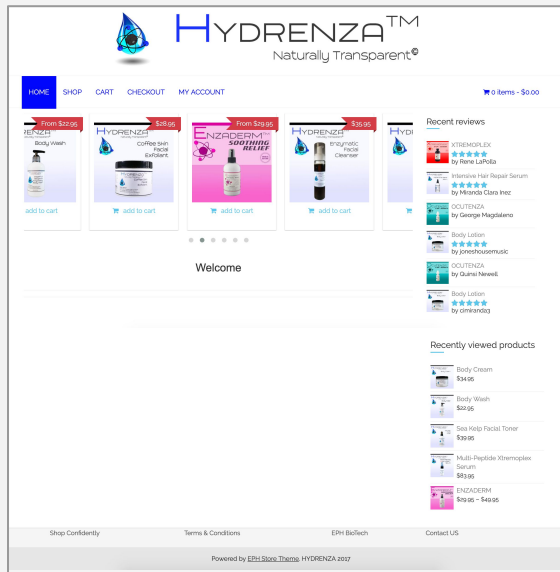 HYDRENZA™
Naturally Transparent©
HOME SHOP CART CHECKOUT MY ACCOUNT 0 items - $0.00
From $22.95
Body Wash
add to cart
$28.95
HYDRENZA
Coffee Skin
Facial
Exfoliant
add to cart
From $29.95
ENZADERM
SOOTHING
RELIEF
add to cart
$35.95
HYDRENZA
Enzymatic
Facial
Cleanser
add to cart
Welcome
Recent reviews
XTREMOPLEX
by Rene LaPolla
Intensive Hair Repair Serum
by Miranda Clara Inez
OCUTENZA
by George Magdaleno
Body Lotion
by joneshousemusic
OCUTENZA
by Quinsi Newell
Body Lotion
by cimirand23
Recently viewed products
Body Cream
$34.95
Body Wash
$22.95
Sea Kelp Facial Toner
$39.95
Multi-Peptide Xtremoplex
Serum
$83.95
ENZADERM
$29.95 – $49.95
Shop Confidently Terms & Conditions EPH BioTech Contact US
Powered by EPH Store Theme, HYDRENZA 2017